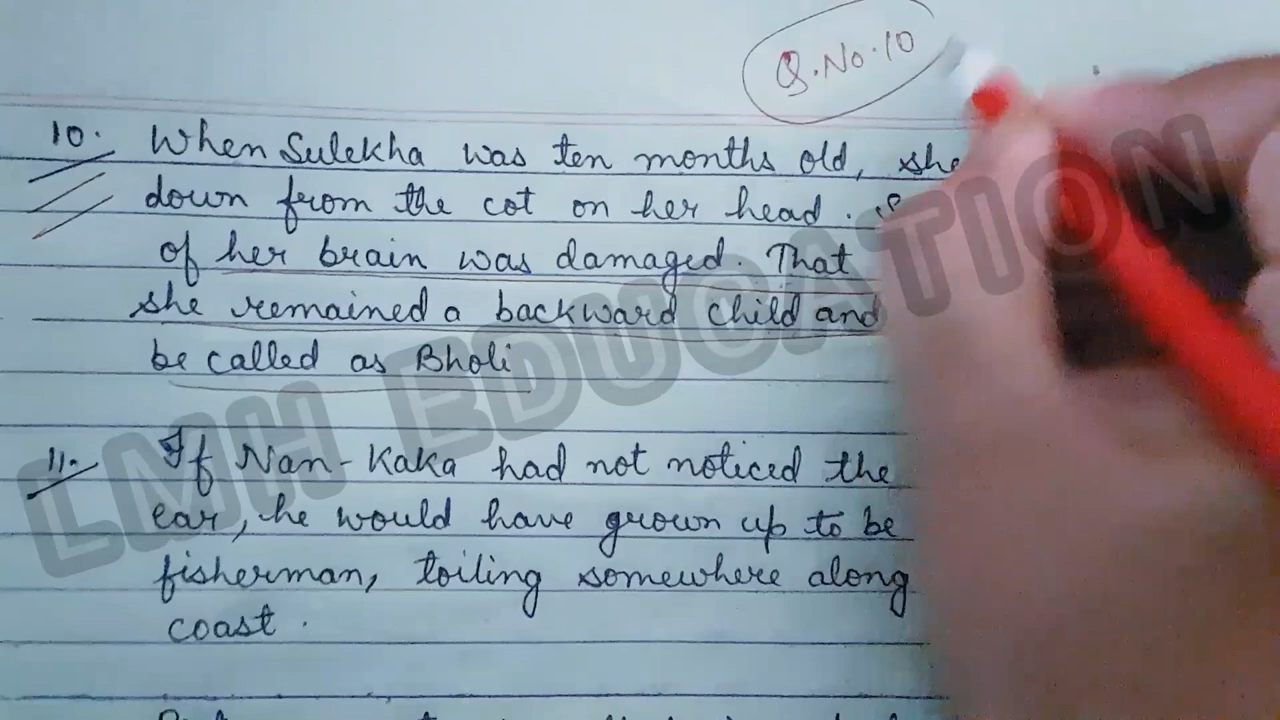 Q.No.10
10. When Sulekha was ten months old, she
down from the cot on her head.
of her brain was damaged. That
she remained a backward child and
be called as Bholi
11. If Nan-Kaka had not noticed the
ear, he would have grown up to be
fisherman, toiling somewhere along
coast.
LMH EDUCATION